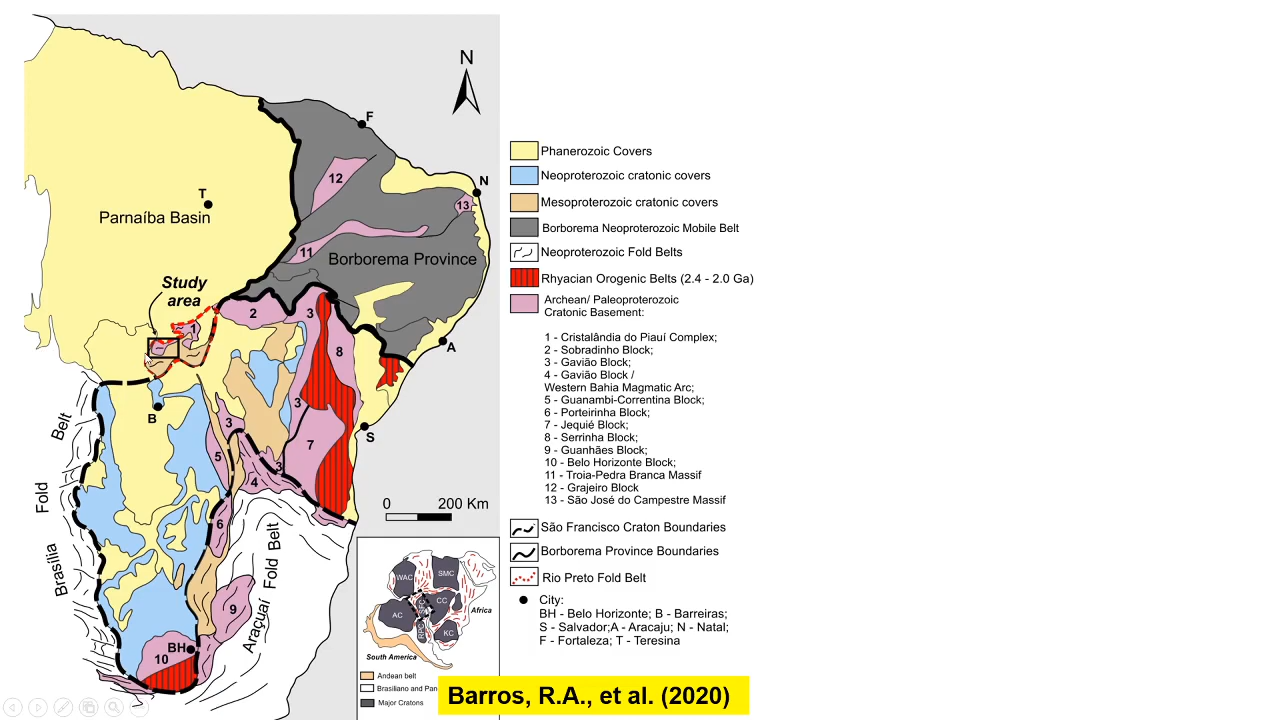 N
F
12
N
T
13
Parnaíba Basin
11
Borborema Province
Study
area
1
2
3
8
A
3
B
3
S
7
5
3
4
0 200 Km
6
Belt
Fold
Brasília
Araçuaí Fold Belt
9
BH
10
Phanerozoic Covers
Neoproterozoic cratonic covers
Mesoproterozoic cratonic covers
Borborema Neoproterozoic Mobile Belt
Neoproterozoic Fold Belts
Rhyacian Orogenic Belts (2.4 - 2.0 Ga)
Archean/ Paleoproterozoic
Cratonic Basement:
1 - Cristalândia do Piauí Complex;
2 - Sobradinho Block;
3 - Gavião Block;
4 - Gavião Block /
Western Bahia Magmatic Arc;
5 - Guanambi-Correntina Block;
6 - Porteirinha Block;
7 - Jequié Block;
8 - Serrinha Block;
9 - Guanhães Block;
10 - Belo Horizonte Block;
11 - Troia-Pedra Branca Massif
12 - Grajeiro Block
13 - São José do Campestre Massif
São Francisco Craton Boundaries
Borborema Province Boundaries
Rio Preto Fold Belt
City:
BH - Belo Horizonte; B - Barreiras;
S - Salvador;A - Aracaju; N - Natal;
F - Fortaleza; T - Teresina
WAC
SMC
CC
AC
KC
Africa
South America
Andean belt
Brasiliano and Pan
Major Cratons
Barros, R.A., et al. (2020)